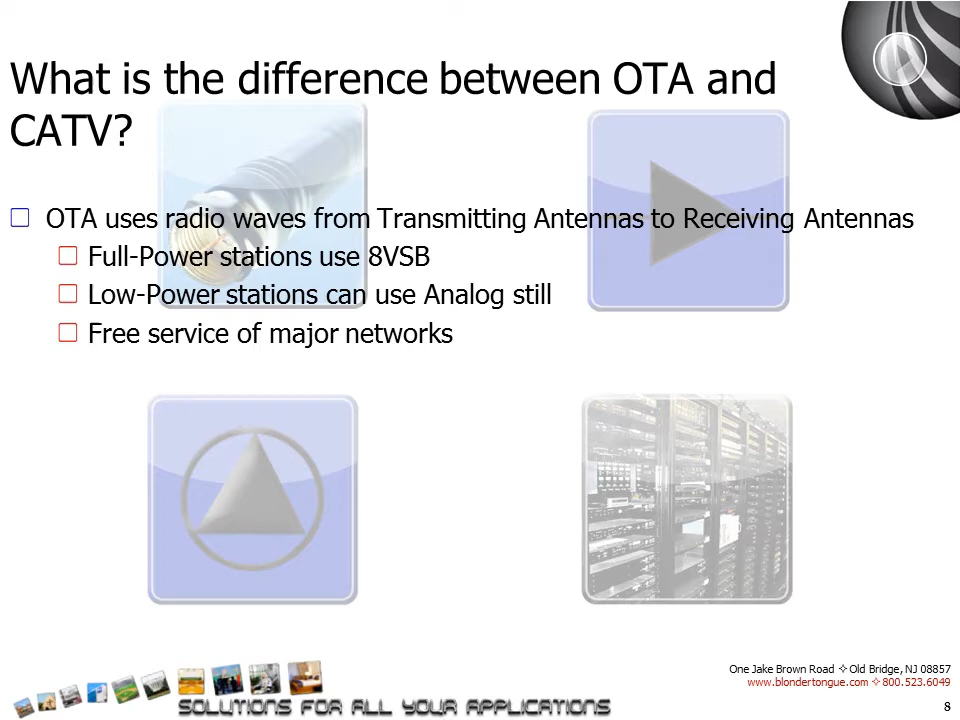 What is the difference between OTA and
CATV?
OTA uses radio waves from Transmitting Antennas to Receiving Antennas
Full-Power stations use 8VSB
Low-Power stations can use Analog still
Free service of major networks
One Jake Brown Road ✧ Old Bridge, NJ 08857
www.blondertongue.com ✧ 800.523.6049
SOLUTIONS FOR ALL YOUR APPLICATIONS
8